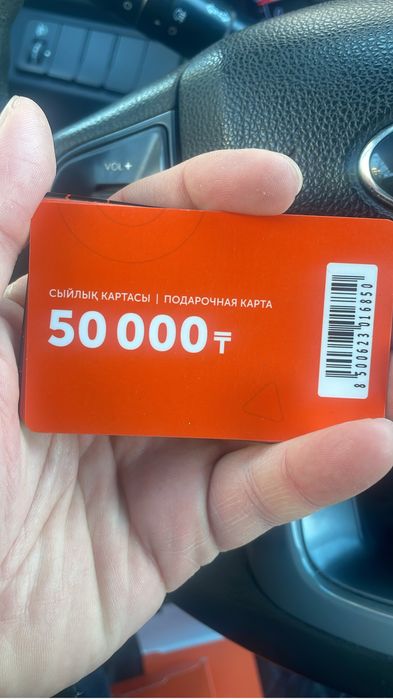 VOL+
СЫЙЛЫҚ КАРТАСЫ | ПОДАРОЧНАЯ КАРТА
50 000 ₸
8 500623 016850